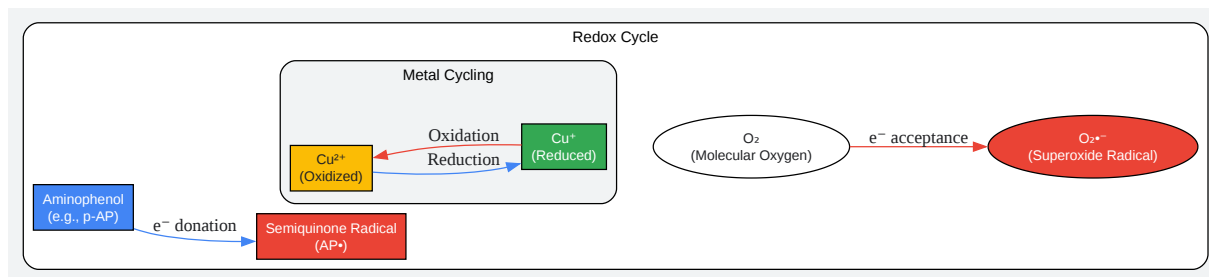 Redox Cycle
Metal Cycling
Cu²⁺
(Oxidized)
Oxidation
Reduction
Cu⁺
(Reduced)
O₂
(Molecular Oxygen)
e⁻ acceptance
O₂•⁻
(Superoxide Radical)
Aminophenol
(e.g., p-AP)
e⁻ donation
Semiquinone Radical
(AP•)